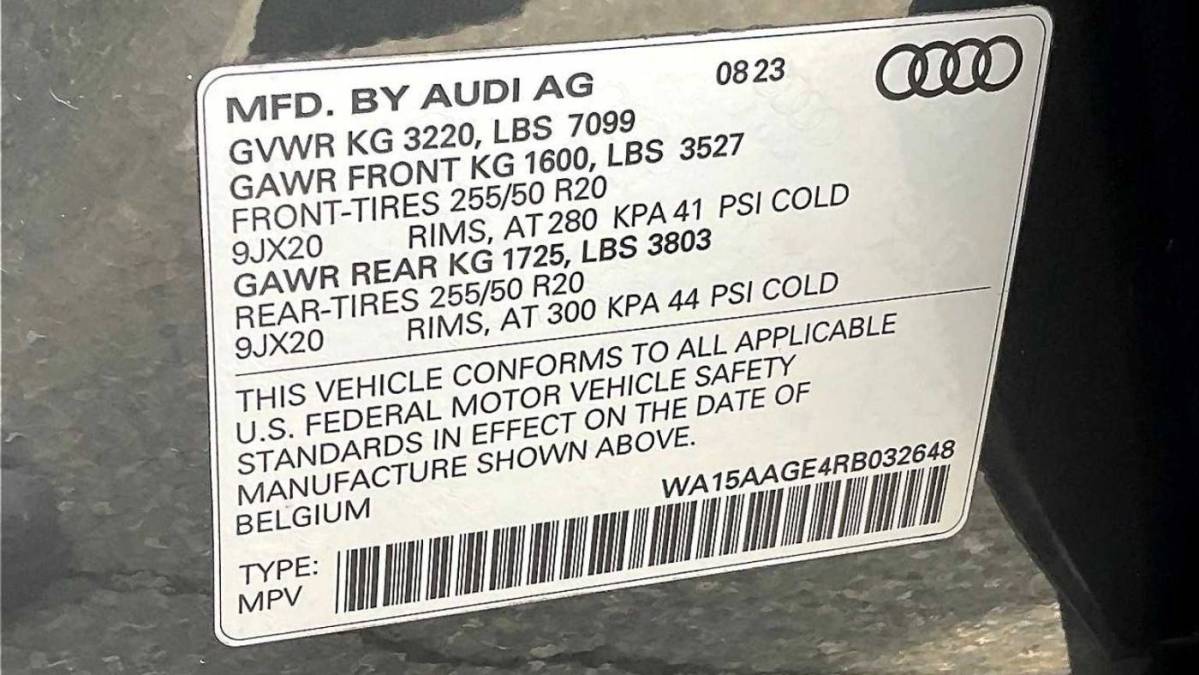 MFD. BY AUDI AG 0823
GVWR KG 3220, LBS 7099
GAWR FRONT KG 1600, LBS 3527
FRONT-TIRES 255/50 R20
9JX20 RIMS, AT 280 KPA 41 PSI COLD
GAWR REAR KG 1725, LBS 3803
REAR-TIRES 255/50 R20
9JX20 RIMS, AT 300 KPA 44 PSI COLD
THIS VEHICLE CONFORMS TO ALL APPLICABLE
U.S. FEDERAL MOTOR VEHICLE SAFETY
STANDARDS IN EFFECT ON THE DATE OF
MANUFACTURE SHOWN ABOVE.
BELGIUM WA15AAGE4RB032648
TYPE:
MPV